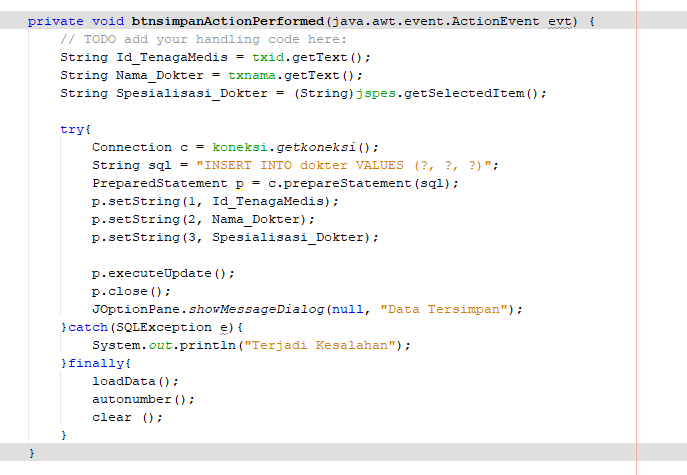 private void btnsimpanActionPerformed(java.awt.event.ActionEvent evt) {
// TODO add your handling code here:
String Id_TenagaMedis = txid.getText();
String Nama_Dokter = txnama.getText();
String Spesialisasi_Dokter = (String)jspes.getSelectedItem();
try{
Connection c = koneksi.getkoneksi();
String sql = "INSERT INTO dokter VALUES (?, ?, ?)";
PreparedStatement p = c.prepareStatement(sql);
p.setString(1, Id_TenagaMedis);
p.setString(2, Nama_Dokter);
p.setString(3, Spesialisasi_Dokter);
p.executeUpdate();
p.close();
JOptionPane.showMessageDialog(null, "Data Tersimpan");
}catch(SQLException e){
System.out.println("Terjadi Kesalahan");
}finally{
loadData();
autonumber();
clear ();
}
}